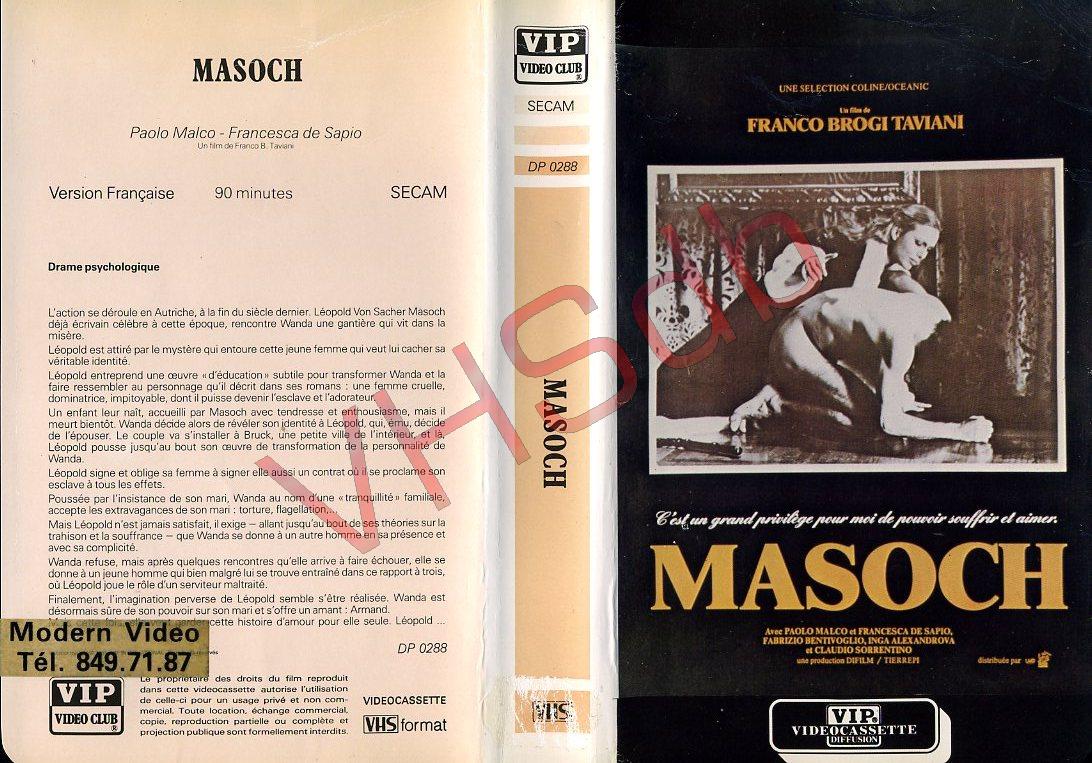 MASOCH
Paolo Malco - Francesca de Sapio
Un film de Franco B. Taviani
Version Française 90 minutes SECAM
Drame psychologique
L'action se déroule en Autriche, à la fin du siècle dernier. Léopold Von Sacher Masoch
déjà écrivain célèbre à cette époque, rencontre Wanda une gantière qui vit dans la
misère.
Léopold est attiré par le mystère qui entoure cette jeune femme qui veut lui cacher sa
véritable identité.
Léopold entreprend une œuvre «d'éducation» subtile pour transformer Wanda et la
faire ressembler au personnage qu'il décrit dans ses romans : une femme cruelle,
dominatrice, impitoyable, dont il puisse devenir l'esclave et l'adorateur.
Un enfant leur naît, accueilli par Masoch avec tendresse et enthousiasme, mais il
meurt bientôt. Wanda décide alors de révéler son identité à Léopold, qui, ému, décide
de l'épouser. Le couple va s'installer à Bruck, une petite ville de l'intérieur et là,
Léopold pousse jusqu'au bout son œuvre de transformation de la personnalité de
Wanda.
Léopold signe et oblige sa femme à signer elle aussi un contrat où il se proclame son
esclave à tous les effets.
Poussée par l'insistance de son mari, Wanda au nom d'une «tranquillité» familiale,
accepte les extravagances de son mari : torture, flagellation,...
Mais Léopold n'est jamais satisfait, il exige – allant jusqu'au bout de ses théories sur la
trahison et la souffrance – que Wanda se donne à un autre homme en sa présence et
avec sa complicité.
Wanda refuse, mais après quelques rencontres qu'elle arrive à faire échouer, elle se
donne à un jeune homme qui bien malgré lui se trouve entraîné dans ce rapport à trois,
où Léopold joue le rôle d'un serviteur maltraité.
Finalement, l'imagination perverse de Léopold semble s'être réalisée. Wanda est
désormais sûre de son pouvoir sur son mari et s'offre un amant : Armand.
cette histoire d'amour pour elle seule. Léopold ...
DP 0288
Modern Video
Tél. 849.71.87
VIP
VIDEO CLUB
®
Le propriétaire des droits du film reproduit
dans cette videocassette autorise l'utilisation
de celle-ci pour un usage privé et non com-
mercial. Toute location, échange commercial,
copie, reproduction partielle ou complète et
projection publique sont formellement interdits.
VIDEOCASSETTE
VHS format
VIP
VIDEO CLUB
®
SECAM
DP 0288
MASOCH
VHS
UNE SELECTION COLINE/OCEANIC
Un film de
FRANCO BROGI TAVIANI
C'est un grand privilège pour moi de pouvoir souffrir et aimer.
MASOCH
Avec PAOLO MALCO et FRANCESCA DE SAPIO,
FABRIZIO BENTIVOGLIO, INGA ALEXANDROVA
et CLAUDIO SORRENTINO
une production DIFILM / TIERREPI
distribuée par
VIP®
VIDEOCASSETTE
DIFFUSION
VHSdb